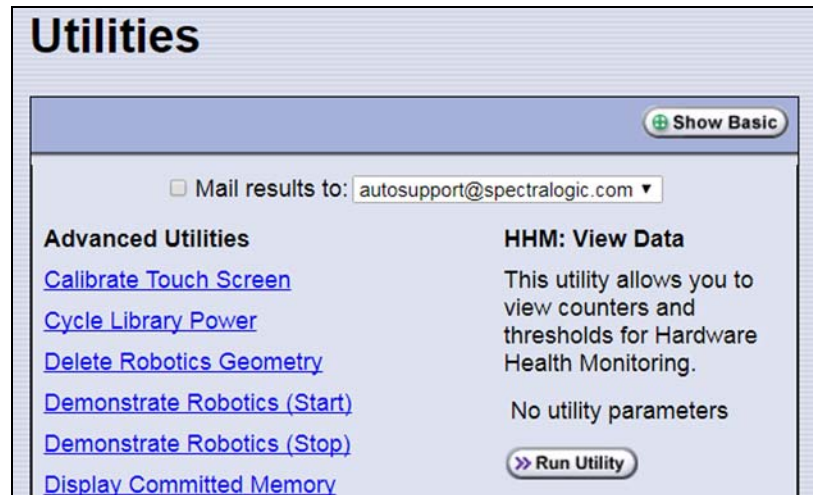 Utilities
Show Basic
Mail results to: autosupport@spectralogic.com
Advanced Utilities
Calibrate Touch Screen
Cycle Library Power
Delete Robotics Geometry
Demonstrate Robotics (Start)
Demonstrate Robotics (Stop)
Display Committed Memory
HHM: View Data
This utility allows you to
view counters and
thresholds for Hardware
Health Monitoring.
No utility parameters
Run Utility